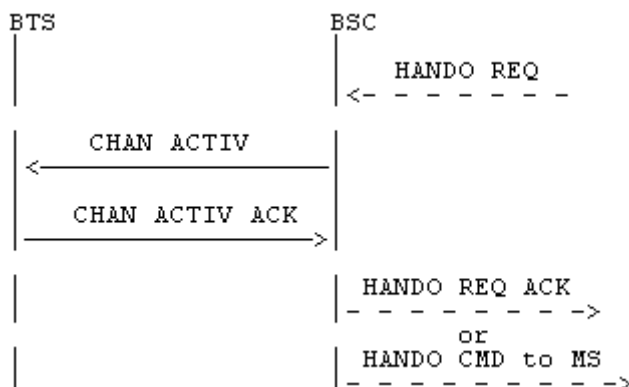 BTS BSC
HANDO REQ
CHAN ACTIV
CHAN ACTIV ACK
HANDO REQ ACK
or
HANDO CMD to MS